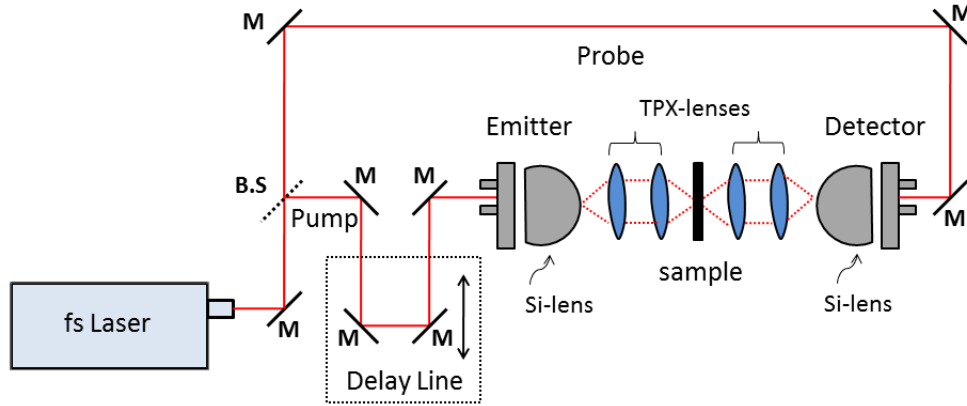 M
M
Probe
TPX-lenses
Emitter
Detector
B.S
M
M
Pump
M
sample
Si-lens
Si-lens
fs Laser
M
M
M
Delay Line